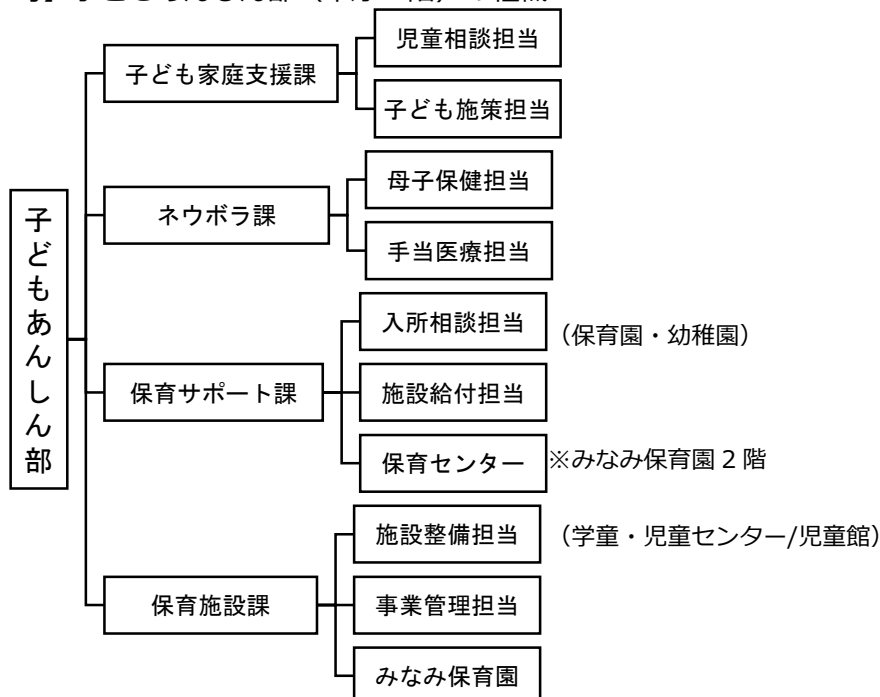 子どもあんしん部
子ども家庭支援課
児童相談担当
子ども施策担当
ネウボラ課
母子保健担当
手当医療担当
保育サポート課
入所相談担当 (保育園・幼稚園)
施設給付担当
保育センター ※みなみ保育園2階
保育施設課
施設整備担当 (学童・児童センター/児童館)
事業管理担当
みなみ保育園